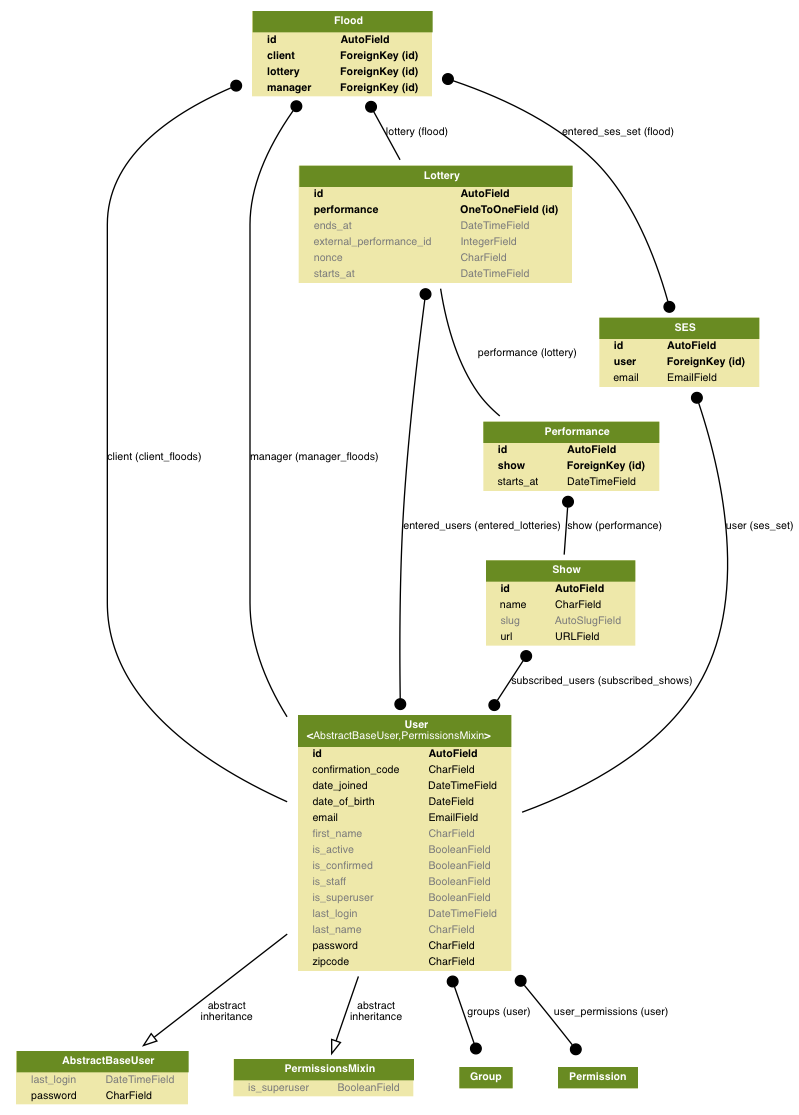 Flood
id AutoField
client ForeignKey (id)
lottery ForeignKey (id)
manager ForeignKey (id)
lottery (flood)
entered_ses_set (flood)
Lottery
id AutoField
performance OneToOneField (id)
ends_at DateTimeField
external_performance_id IntegerField
nonce CharField
starts_at DateTimeField
SES
id AutoField
user ForeignKey (id)
email EmailField
performance (lottery)
Performance
id AutoField
show ForeignKey (id)
starts_at DateTimeField
client (client_floods)
manager (manager_floods)
entered_users (entered_lotteries)
show (performance)
user (ses_set)
Show
id AutoField
name CharField
slug AutoSlugField
url URLField
subscribed_users (subscribed_shows)
User
<AbstractBaseUser,PermissionsMixin>
id AutoField
confirmation_code CharField
date_joined DateTimeField
date_of_birth DateField
email EmailField
first_name CharField
is_active BooleanField
is_confirmed BooleanField
is_staff BooleanField
is_superuser BooleanField
last_login DateTimeField
last_name CharField
password CharField
zipcode CharField
abstract
inheritance
abstract
inheritance
groups (user)
user_permissions (user)
AbstractBaseUser
last_login DateTimeField
password CharField
PermissionsMixin
is_superuser BooleanField
Group
Permission